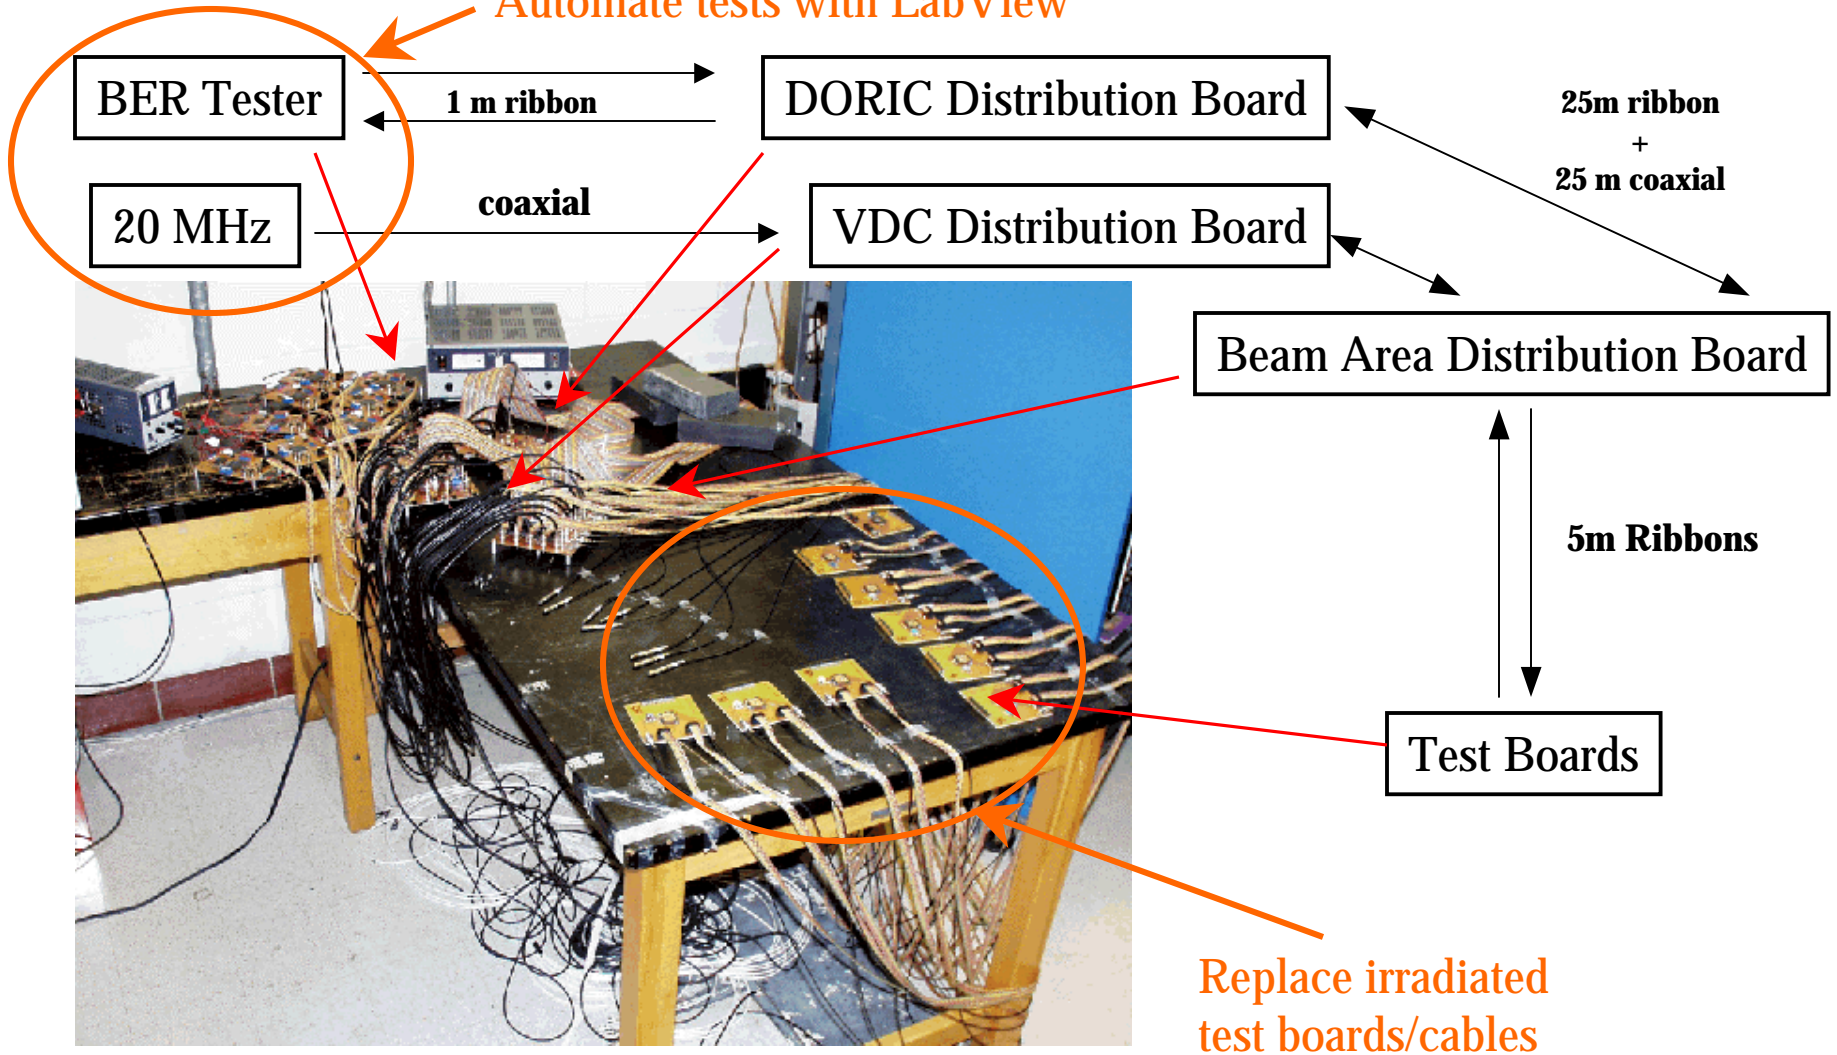 Automate tests with LabView
BER Tester
1 m ribbon
DORIC Distribution Board
25m ribbon
+
25 m coaxial
20 MHz
coaxial
VDC Distribution Board
Beam Area Distribution Board
5m Ribbons
Test Boards
Replace irradiated
test boards/cables